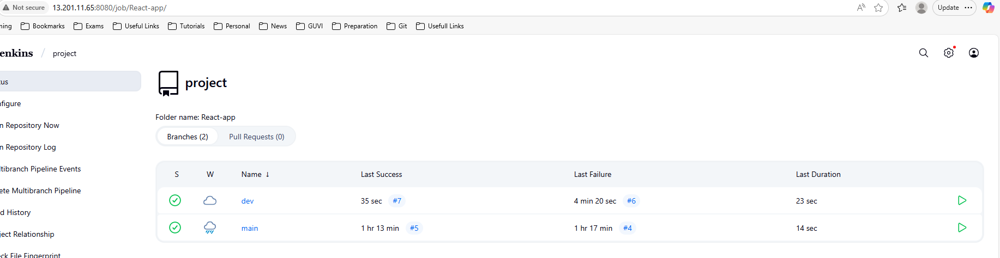 Not secure 13.201.11.65:8080/job/React-app/ A Update
ning Bookmarks Exams Useful Links Tutorials Personal News GUVI Preparation Git Usefull Links
enkins / project
tus
project
nfigure
Folder name: React-app
n Repository Now
Branches (2) Pull Requests (0)
n Repository Log
ltibranch Pipeline Events
S W Name ↓ Last Success Last Failure Last Duration
ete Multibranch Pipeline
dev 35 sec #7 4 min 20 sec #6 23 sec
d History
main 1 hr 13 min #5 1 hr 17 min #4 14 sec
ject Relationship
eck File Fingerprint